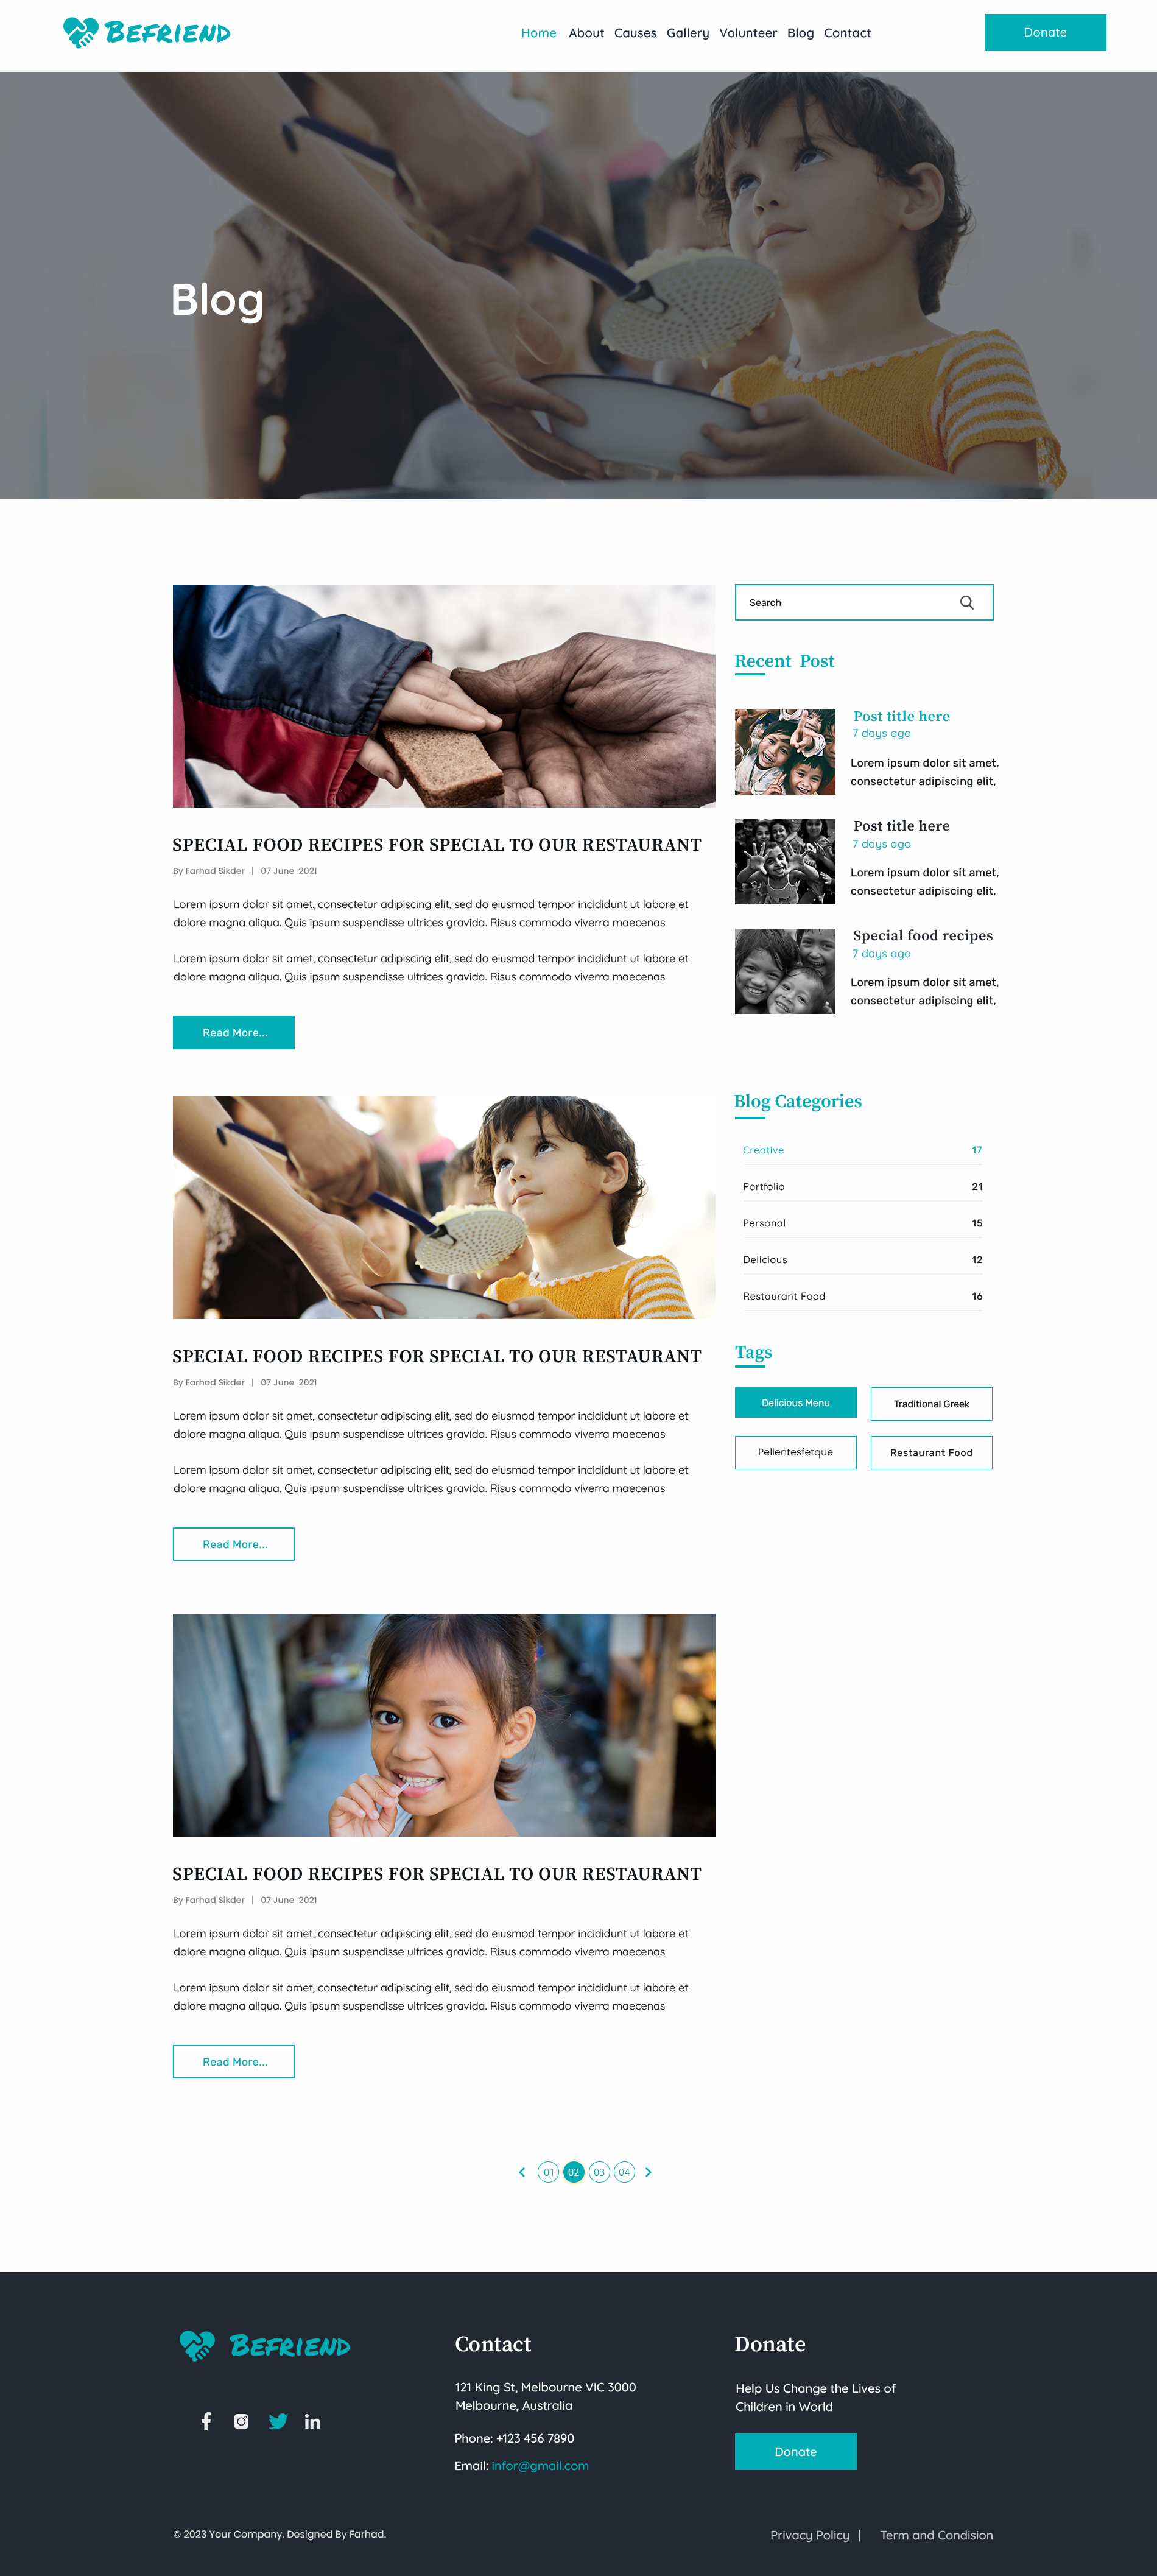 BEFRIEND
Home About Causes Gallery Volunteer Blog Contact
Donate
Blog
SPECIAL FOOD RECIPES FOR SPECIAL TO OUR RESTAURANT
By Farhad Sikder | 07 June 2021
Lorem ipsum dolor sit amet, consectetur adipiscing elit, sed do eiusmod tempor incididunt ut labore et
dolore magna aliqua. Quis ipsum suspendisse ultrices gravida. Risus commodo viverra maecenas
Lorem ipsum dolor sit amet, consectetur adipiscing elit, sed do eiusmod tempor incididunt ut labore et
dolore magna aliqua. Quis ipsum suspendisse ultrices gravida. Risus commodo viverra maecenas
Read More...
SPECIAL FOOD RECIPES FOR SPECIAL TO OUR RESTAURANT
By Farhad Sikder | 07 June 2021
Lorem ipsum dolor sit amet, consectetur adipiscing elit, sed do eiusmod tempor incididunt ut labore et
dolore magna aliqua. Quis ipsum suspendisse ultrices gravida. Risus commodo viverra maecenas
Lorem ipsum dolor sit amet, consectetur adipiscing elit, sed do eiusmod tempor incididunt ut labore et
dolore magna aliqua. Quis ipsum suspendisse ultrices gravida. Risus commodo viverra maecenas
Read More...
SPECIAL FOOD RECIPES FOR SPECIAL TO OUR RESTAURANT
By Farhad Sikder | 07 June 2021
Lorem ipsum dolor sit amet, consectetur adipiscing elit, sed do eiusmod tempor incididunt ut labore et
dolore magna aliqua. Quis ipsum suspendisse ultrices gravida. Risus commodo viverra maecenas
Lorem ipsum dolor sit amet, consectetur adipiscing elit, sed do eiusmod tempor incididunt ut labore et
dolore magna aliqua. Quis ipsum suspendisse ultrices gravida. Risus commodo viverra maecenas
Read More...
Search
Recent Post
Post title here
7 days ago
Lorem ipsum dolor sit amet,
consectetur adipiscing elit,
Post title here
7 days ago
Lorem ipsum dolor sit amet,
consectetur adipiscing elit,
Special food recipes
7 days ago
Lorem ipsum dolor sit amet,
consectetur adipiscing elit,
Blog Categories
Creative 17
Portfolio 21
Personal 15
Delicious 12
Restaurant Food 16
Tags
Delicious Menu
Traditional Greek
Pellentesfetque
Restaurant Food
01 02 03 04
BEFRIEND
Contact
121 King St, Melbourne VIC 3000
Melbourne, Australia
Phone: +123 456 7890
Email: infor@gmail.com
Donate
Help Us Change the Lives of
Children in World
Donate
© 2023 Your Company. Designed By Farhad.
Privacy Policy | Term and Condision